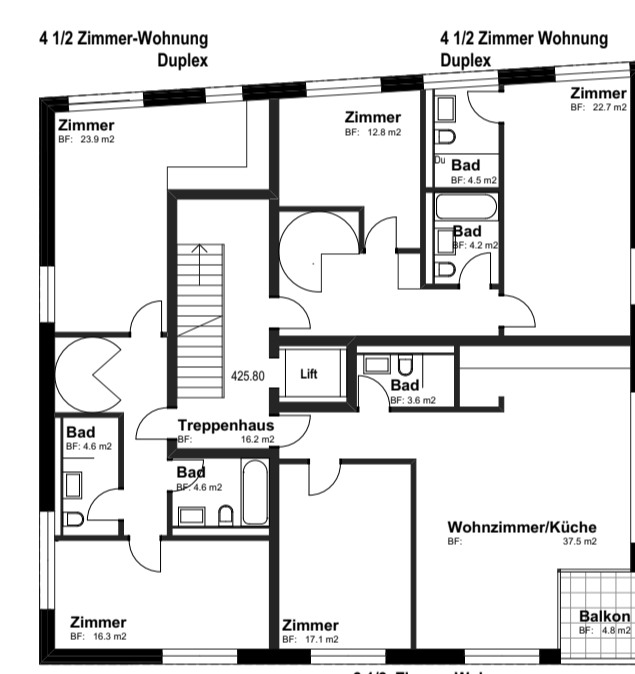 4 1/2 Zimmer-Wohnung
Duplex
4 1/2 Zimmer Wohnung
Duplex
Zimmer
BF: 23.9 m2
Zimmer
BF: 12.8 m2
Zimmer
BF: 22.7 m2
Du
Bad
BF: 4.5 m2
Bad
BF: 4.2 m2
425.80
Lift
Bad
BF: 3.6 m2
Treppenhaus
BF: 16.2 m2
Bad
BF: 4.6 m2
Bad
BF: 4.6 m2
Wohnzimmer/Küche
BF: 37.5 m2
Zimmer
BF: 16.3 m2
Zimmer
BF: 17.1 m2
Balkon
BF: 4.8 m2